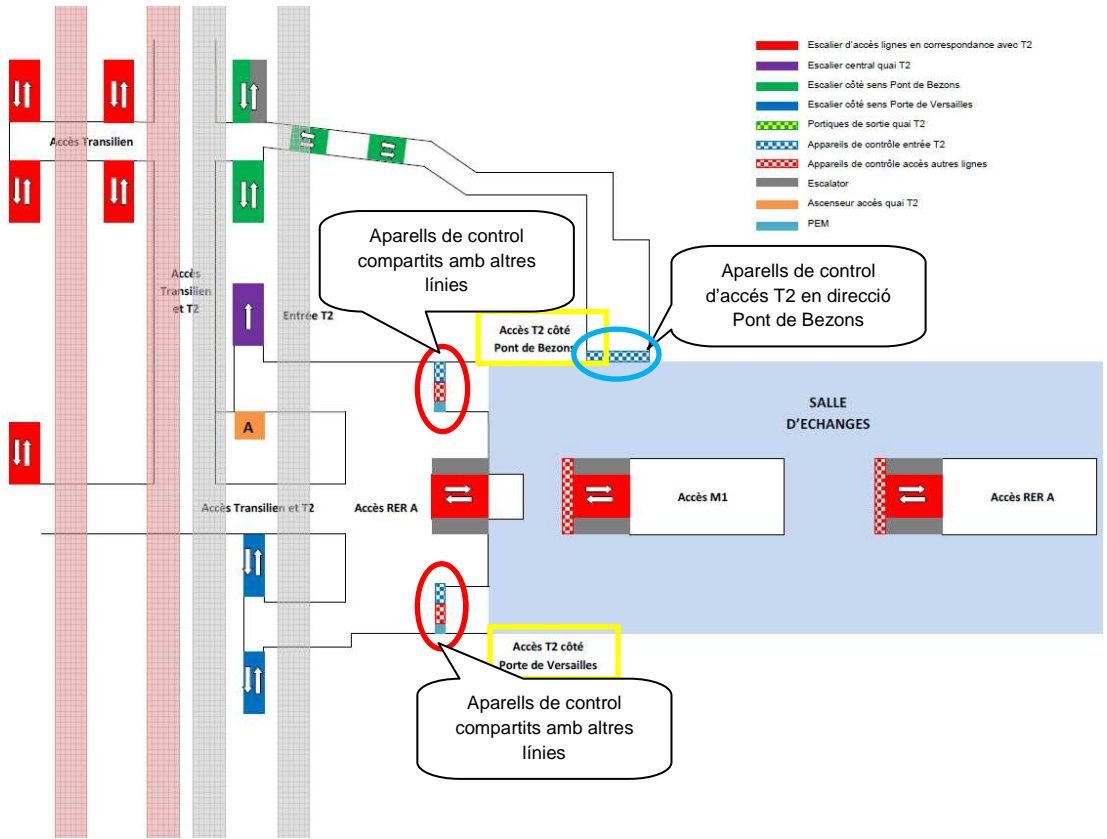 Escalier d'accès lignes en correspondance avec T2
Escalier central quai T2
Escalier côté sens Pont de Bezons
Escalier côté sens Porte de Versailles
Portiques de sortie quai T2
Appareils de contrôle entrée T2
Appareils de contrôle accès autres lignes
Escalator
Ascenseur accès quai T2
PEM
Accès Transilien
Aparells de control
compartits amb altres
línies
Aparells de control
d'accés T2 en direcció
Pont de Bezons
Accès
Transilien
et T2
Entrée T2
Accès T2 côté
Pont de Bezons
SALLE
D'ECHANGES
A
Accès Transilien et T2
Accès RER A
Accès M1
Accès RER A
Accès T2 côté
Porte de Versailles
Aparells de control
compartits amb altres
línies